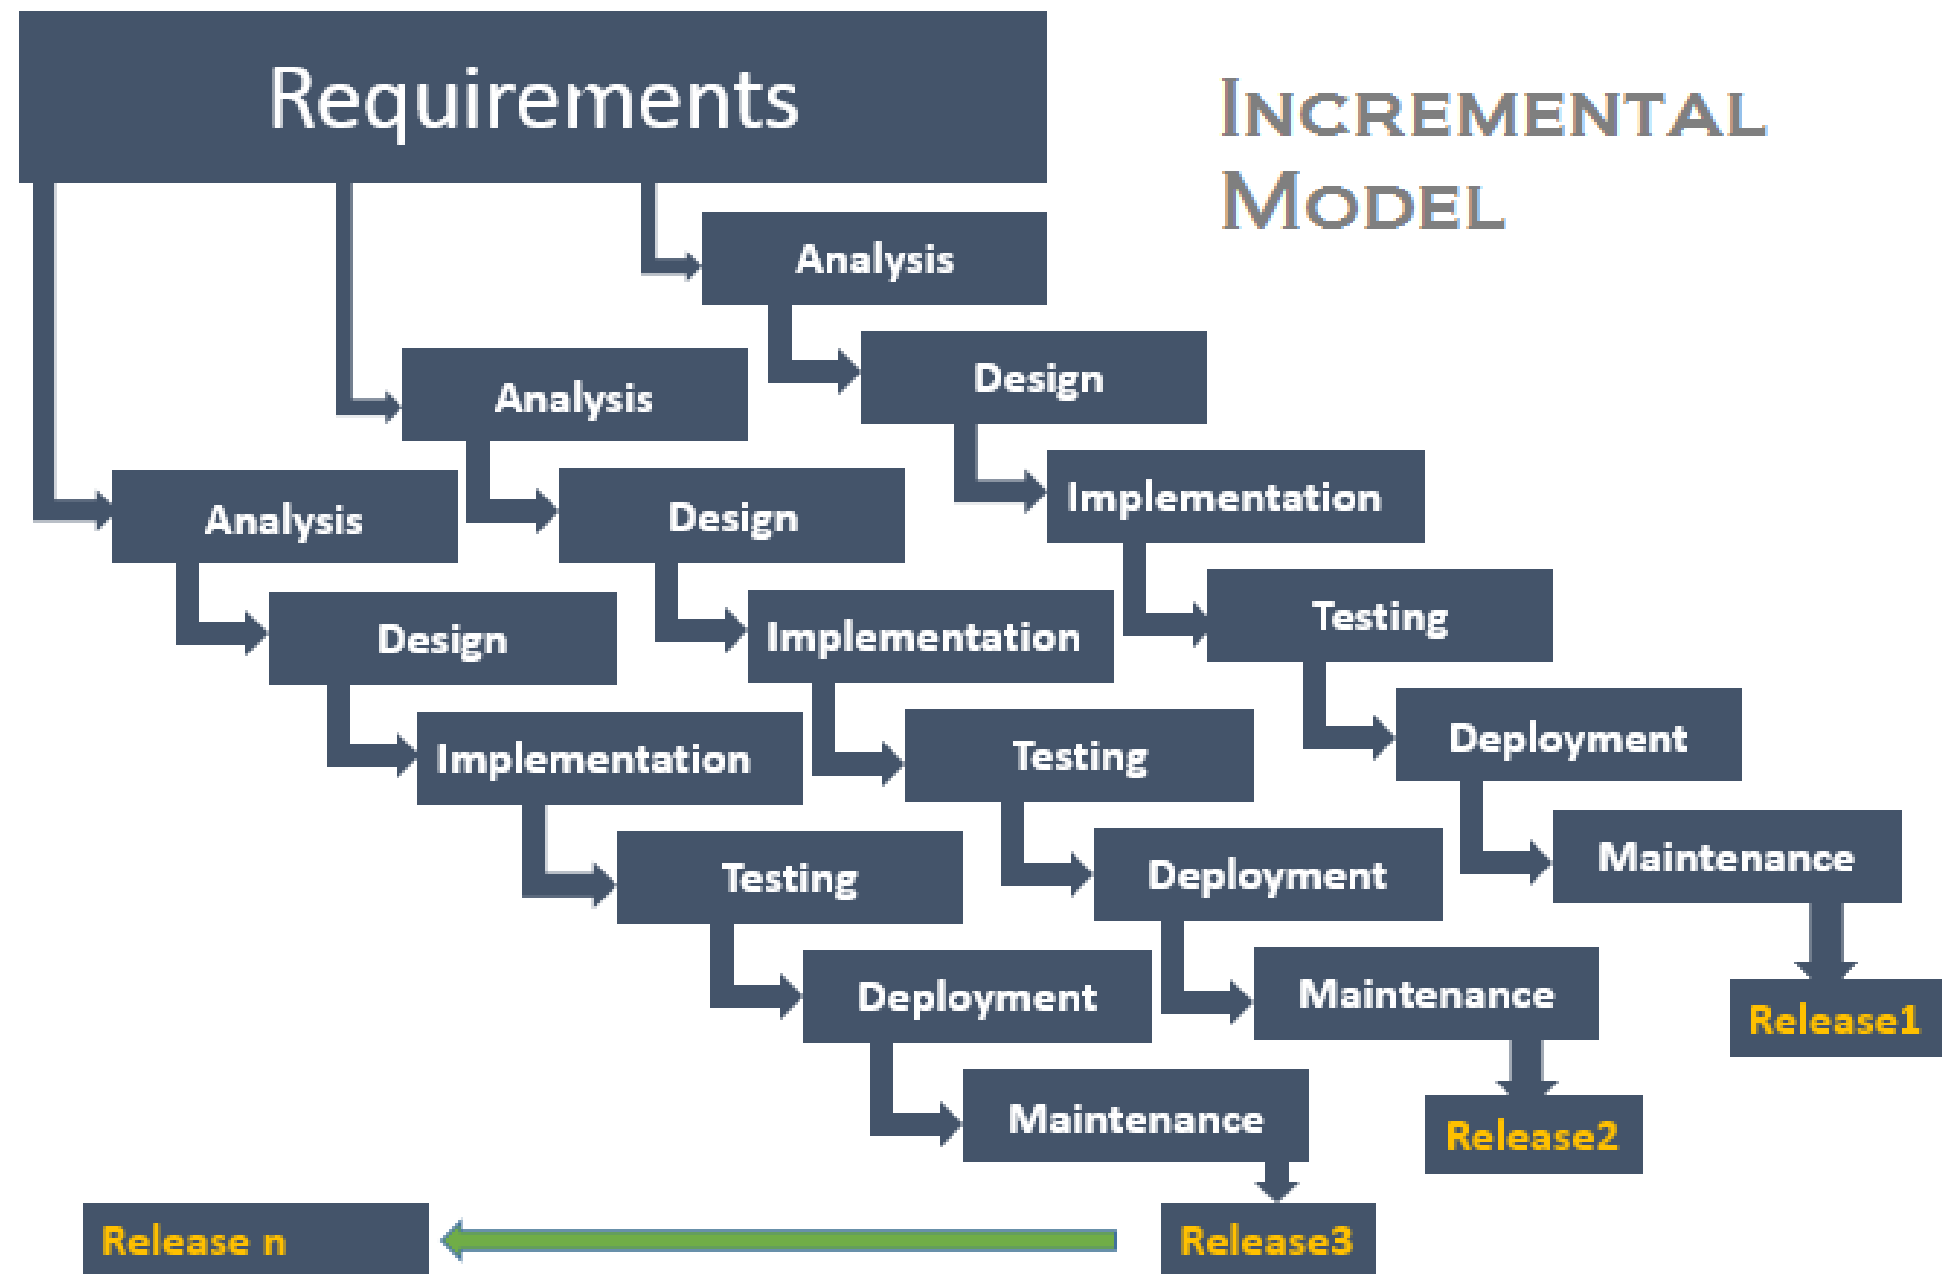 Requirements
INCREMENTAL
MODEL
Analysis
Design
Implementation
Testing
Deployment
Maintenance
Release1
Analysis
Design
Implementation
Testing
Deployment
Maintenance
Release2
Analysis
Design
Implementation
Testing
Deployment
Maintenance
Release3
Release n